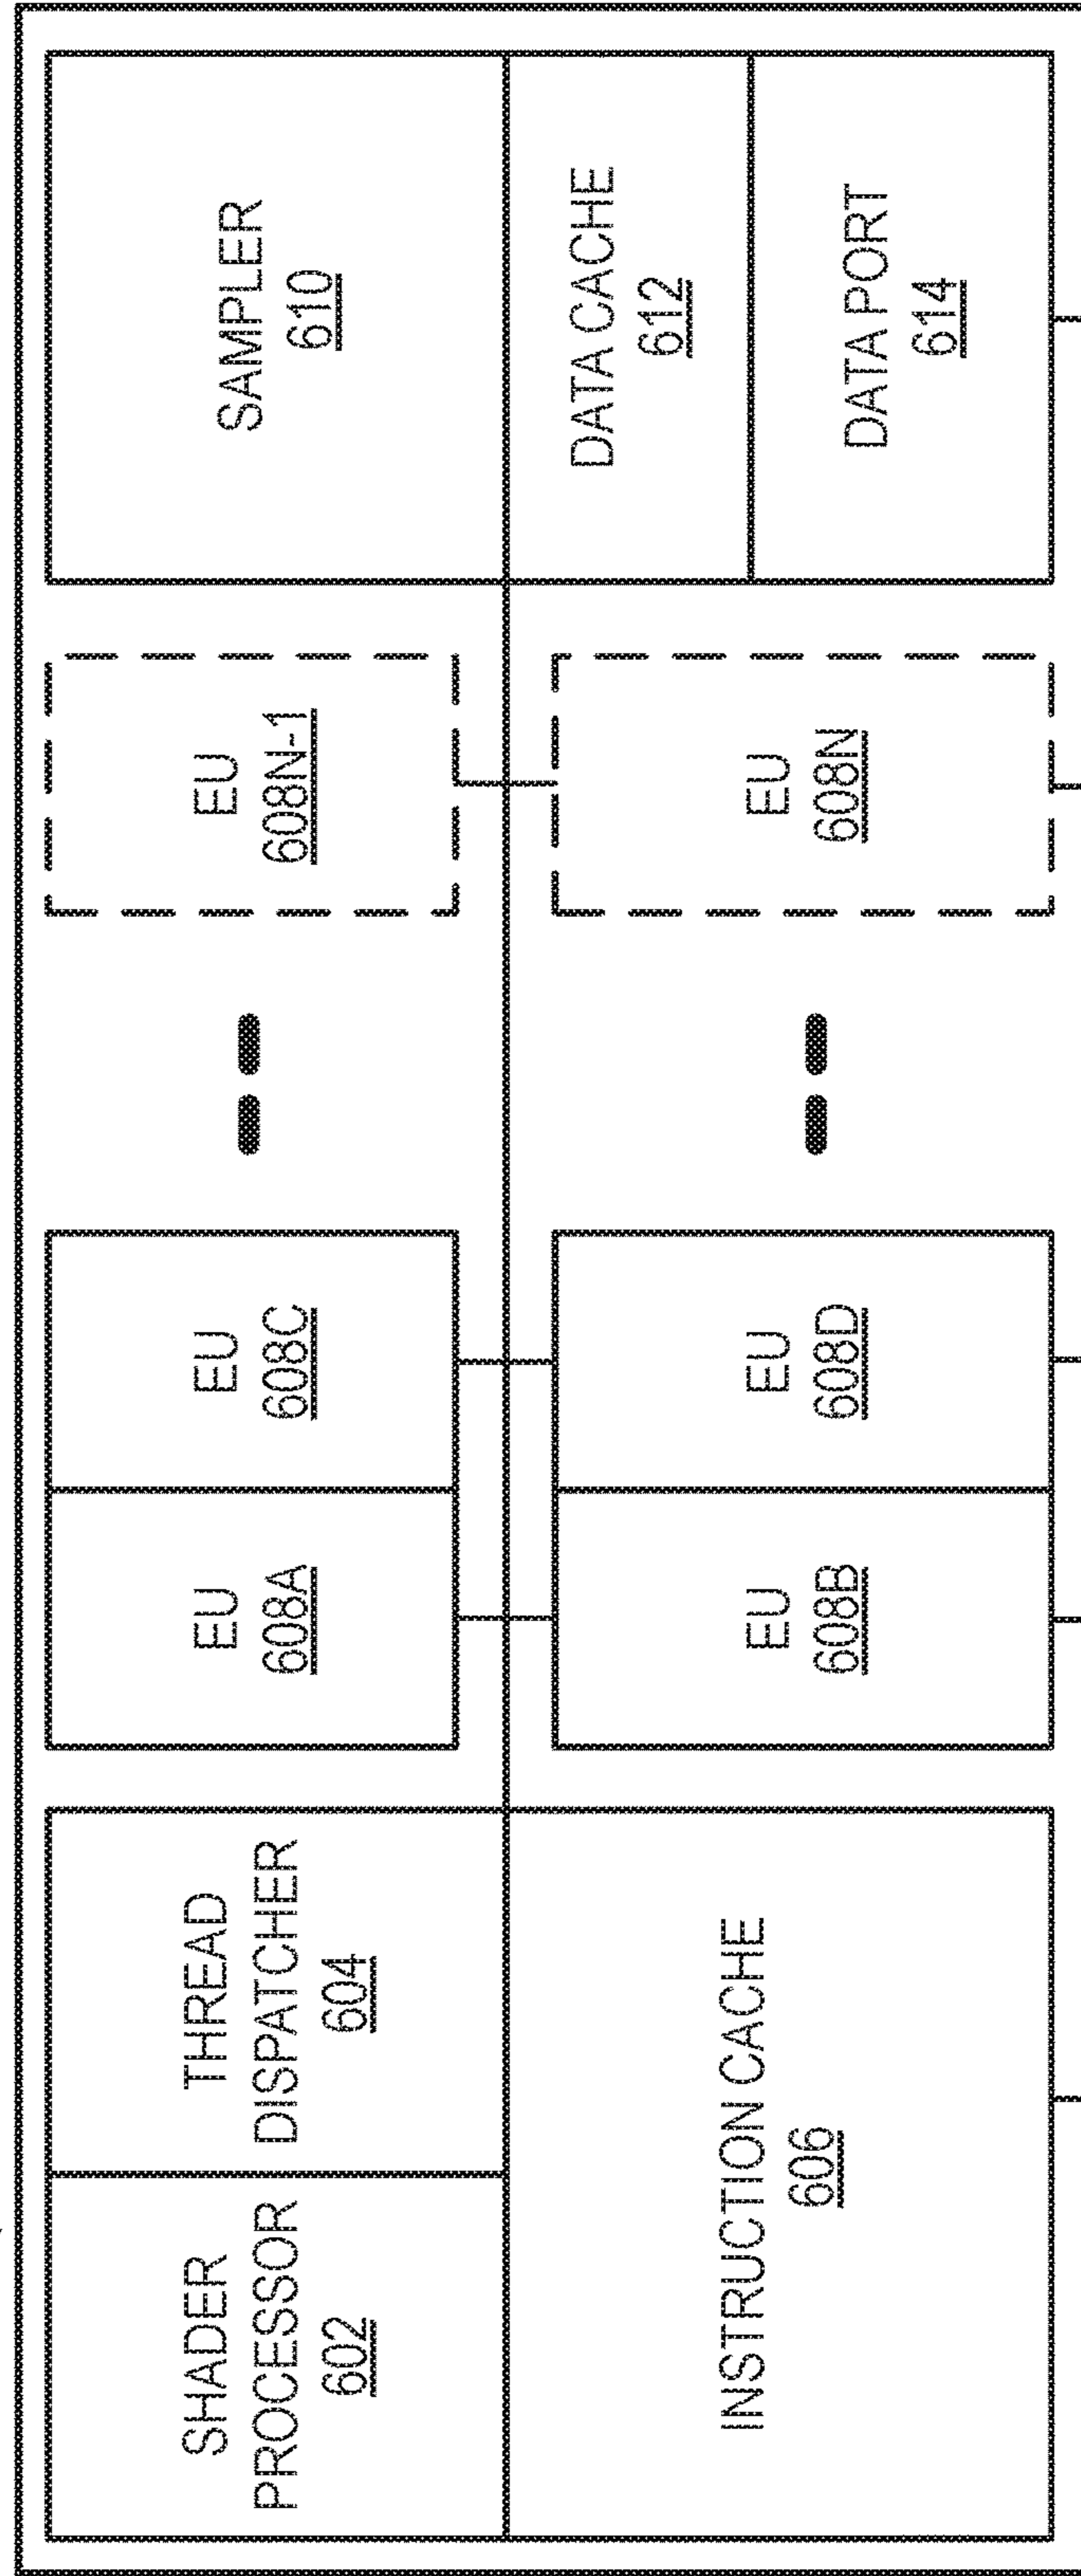 SHADER
PROCESSOR
602
THREAD
DISPATCHER
604
INSTRUCTION CACHE
606
EU
608A
EU
608C
EU
608B
EU
608D
EU
608N-1
EU
608N
SAMPLER
610
DATA CACHE
612
DATA PORT
614